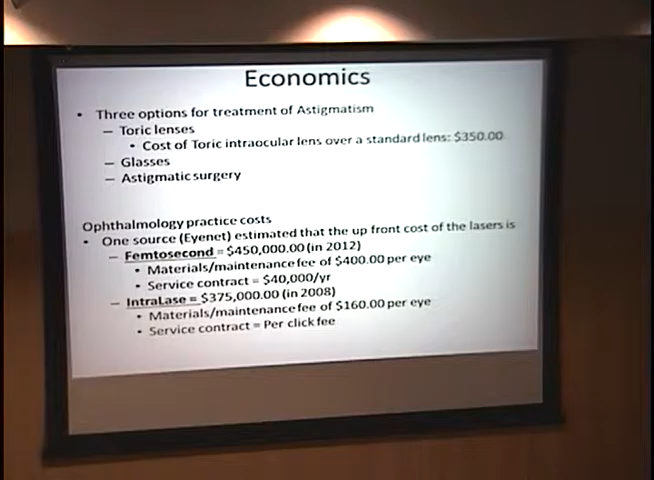 Economics
• Three options for treatment of Astigmatism
– Toric lenses
• Cost of Toric intraocular lens over a standard lens: $350.00
– Glasses
– Astigmatic surgery
Ophthalmology practice costs
• One source (Eyenet) estimated that the up front cost of the lasers is
– Femtosecond = $450,000.00 (in 2012)
• Materials/maintenance fee of $400.00 per eye
• Service contract = $40,000/yr
– IntraLase = $375,000.00 (in 2008)
• Materials/maintenance fee of $160.00 per eye
• Service contract = Per click fee